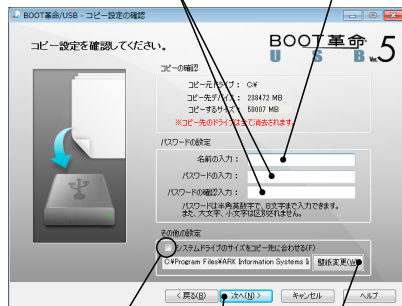 BOOT革命/USB - コピー設定の確認
コピー設定を確認してください。
BOOT革命
USB Ver.5
コピーの確認
コピー元ドライブ： C¥
コピー先デバイス： 238472 MB
コピーするサイズ： 50007 MB
※コピー先のドライブは全て消去されます。
パスワードの設定
名前の入力：
パスワードの入力：
パスワードの確認入力：
パスワードは半角英数字で、8文字まで入力できます。
また、大文字、小文字は区別されません。
その他の設定
システムドライブのサイズをコピー先に合わせる(F)
C¥Program Files¥ARK Information Systems I
壁紙変更(W)
< 戻る(B)
次へ(N) >
キャンセル
ヘルプ